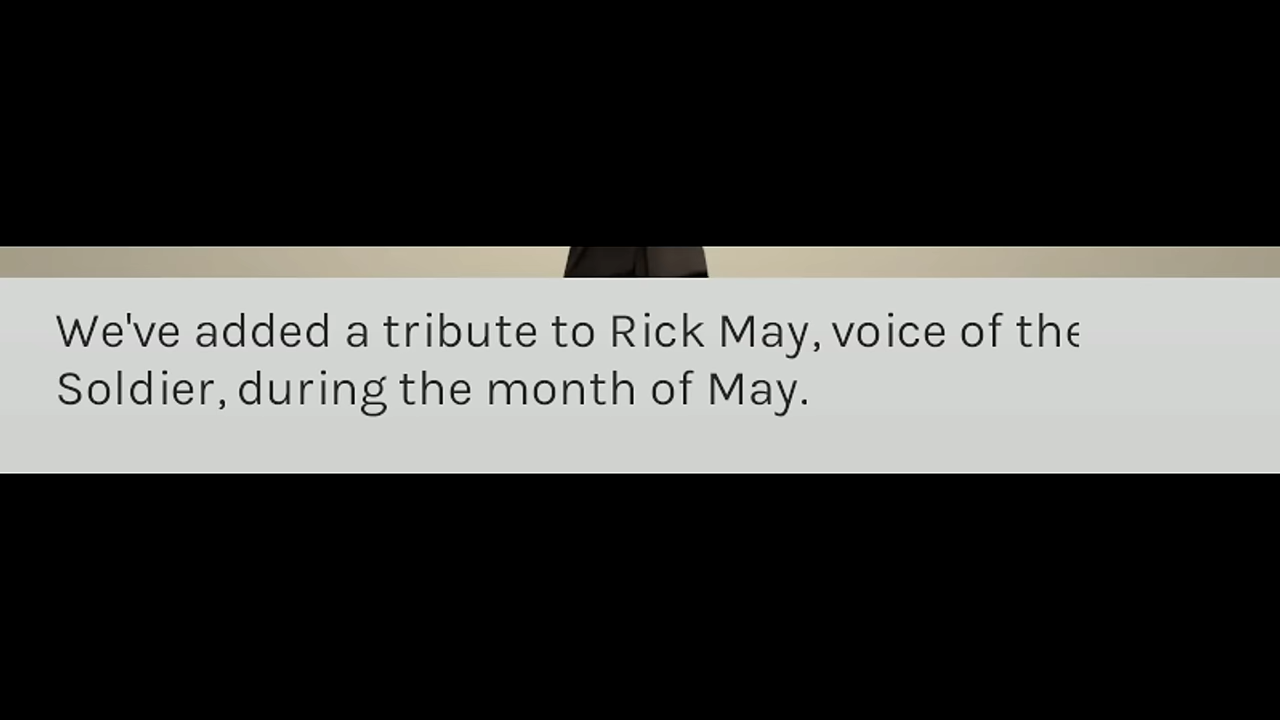 We've added a tribute to Rick May, voice of the
Soldier, during the month of May.